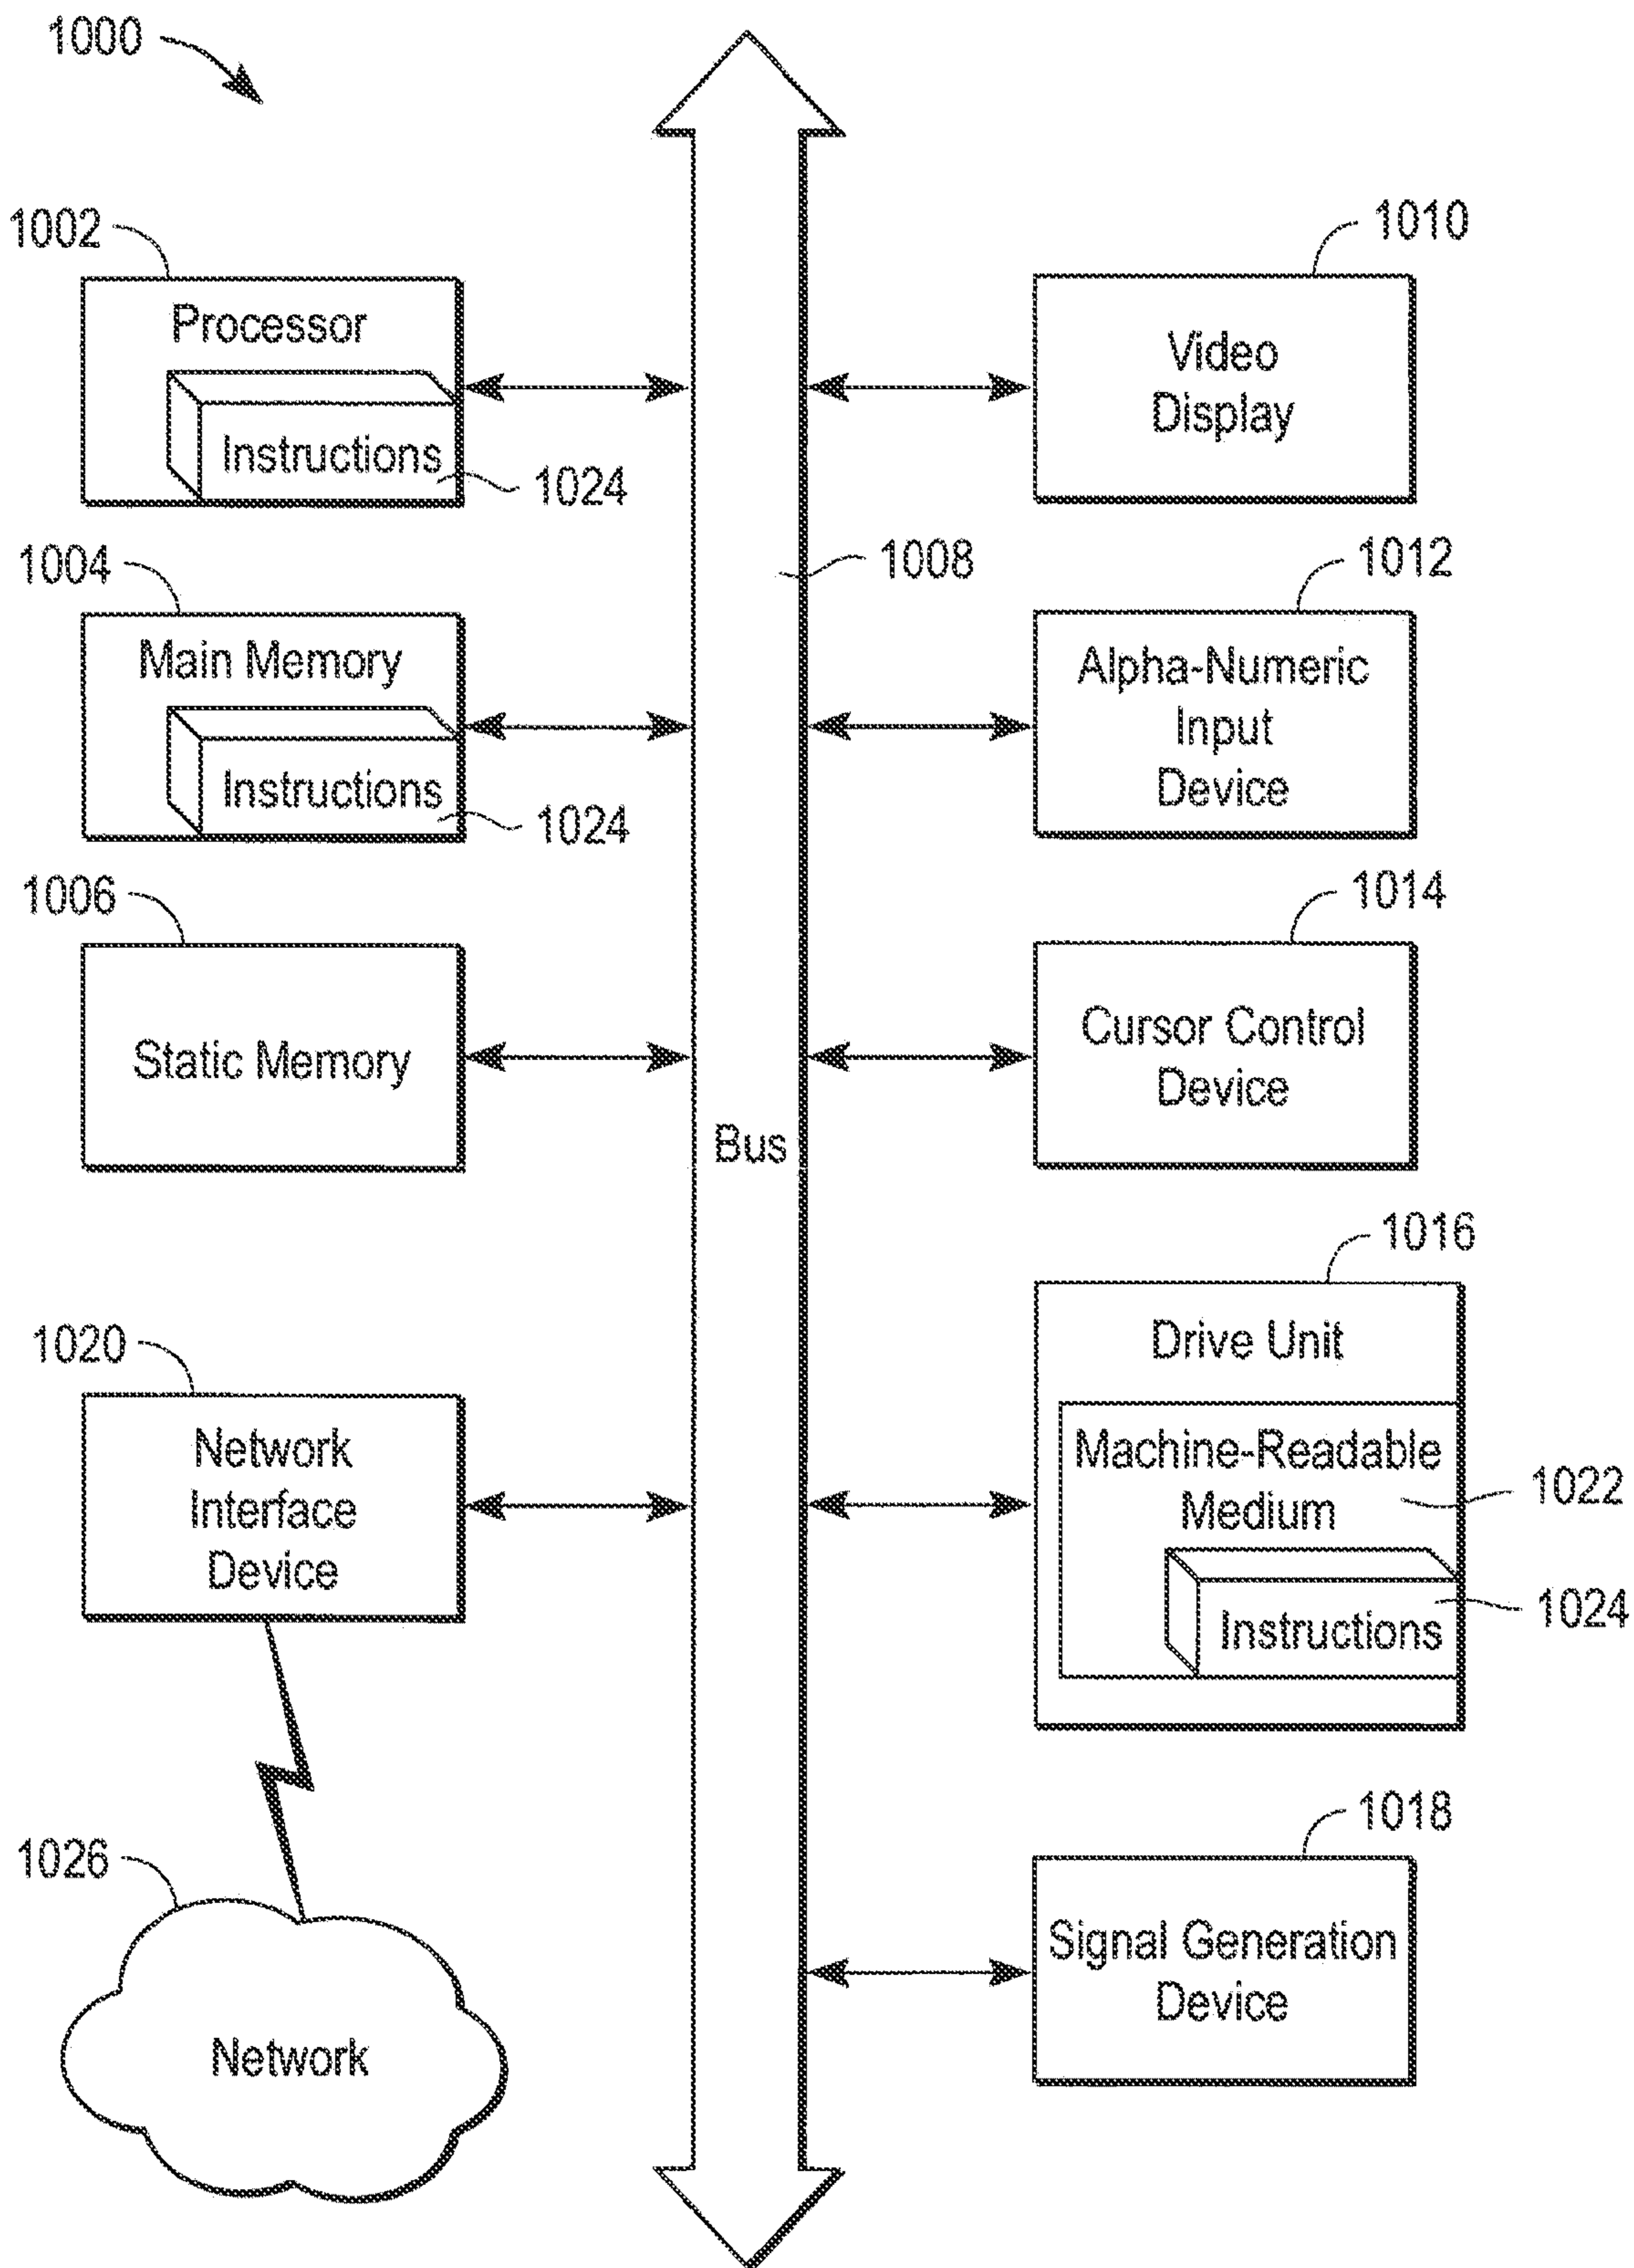 1000
1002
Processor
Instructions
1024
1004
Main Memory
Instructions
1024
1006
Static Memory
1020
Network
Interface
Device
1026
Network
1008
Bus
1010
Video
Display
1012
Alpha-Numeric
Input
Device
1014
Cursor Control
Device
1016
Drive Unit
Machine-Readable
Medium
1022
Instructions
1024
1018
Signal Generation
Device